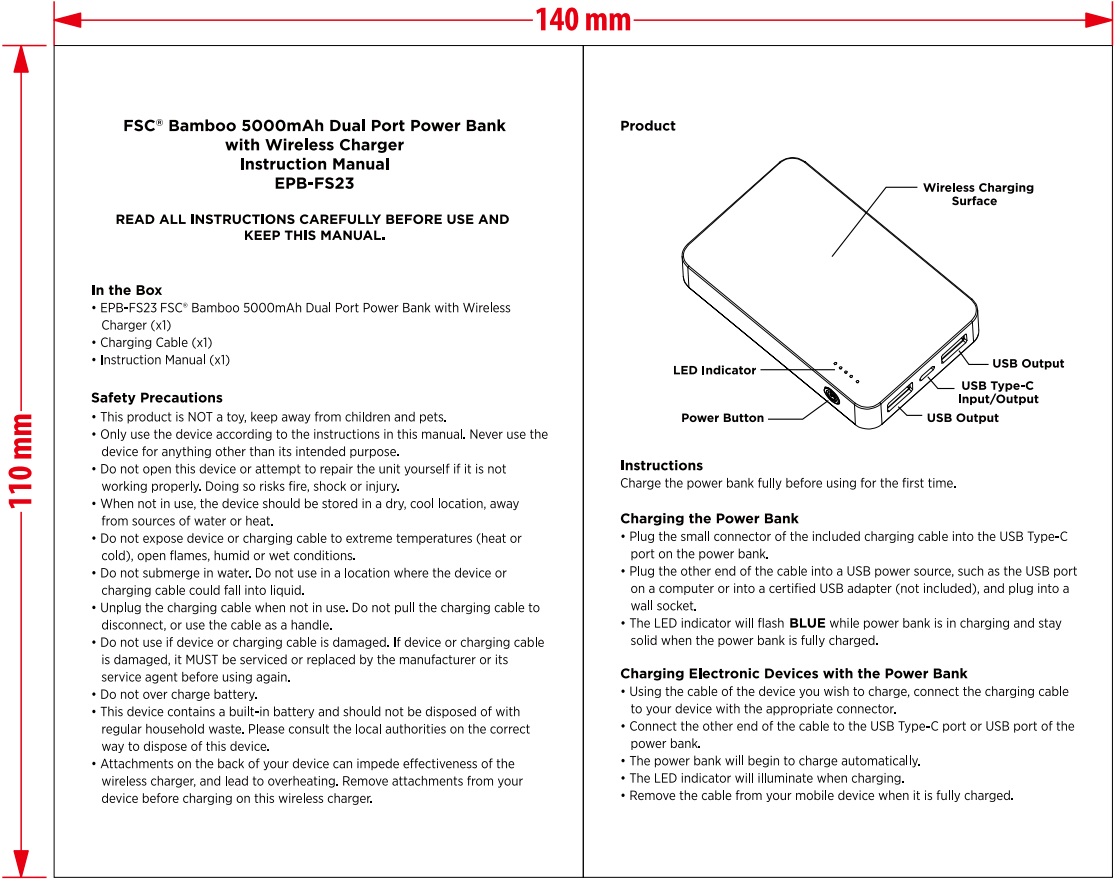 140 mm
110 mm
FSC® Bamboo 5000mAh Dual Port Power Bank
with Wireless Charger
Instruction Manual
EPB-FS23
READ ALL INSTRUCTIONS CAREFULLY BEFORE USE AND
KEEP THIS MANUAL.
In the Box
• EPB-FS23 FSC® Bamboo 5000mAh Dual Port Power Bank with Wireless
Charger (x1)
• Charging Cable (x1)
• Instruction Manual (x1)
Safety Precautions
• This product is NOT a toy, keep away from children and pets.
• Only use the device according to the instructions in this manual. Never use the
device for anything other than its intended purpose.
• Do not open this device or attempt to repair the unit yourself if it is not
working properly. Doing so risks fire, shock or injury.
• When not in use, the device should be stored in a dry, cool location, away
from sources of water or heat.
• Do not expose device or charging cable to extreme temperatures (heat or
cold), open flames, humid or wet conditions.
• Do not submerge in water. Do not use in a location where the device or
charging cable could fall into liquid.
• Unplug the charging cable when not in use. Do not pull the charging cable to
disconnect, or use the cable as a handle.
• Do not use if device or charging cable is damaged. If device or charging cable
is damaged, it MUST be serviced or replaced by the manufacturer or its
service agent before using again.
• Do not over charge battery.
• This device contains a built-in battery and should not be disposed of with
regular household waste. Please consult the local authorities on the correct
way to dispose of this device.
• Attachments on the back of your device can impede effectiveness of the
wireless charger, and lead to overheating. Remove attachments from your
device before charging on this wireless charger.
Product
Wireless Charging
Surface
LED Indicator
Power Button
USB Output
USB Type-C
Input/Output
USB Output
Instructions
Charge the power bank fully before using for the first time.
Charging the Power Bank
• Plug the small connector of the included charging cable into the USB Type-C
port on the power bank.
• Plug the other end of the cable into a USB power source, such as the USB port
on a computer or into a certified USB adapter (not included), and plug into a
wall socket.
• The LED indicator will flash BLUE while power bank is in charging and stay
solid when the power bank is fully charged.
Charging Electronic Devices with the Power Bank
• Using the cable of the device you wish to charge, connect the charging cable
to your device with the appropriate connector.
• Connect the other end of the cable to the USB Type-C port or USB port of the
power bank.
• The power bank will begin to charge automatically.
• The LED indicator will illuminate when charging.
• Remove the cable from your mobile device when it is fully charged.